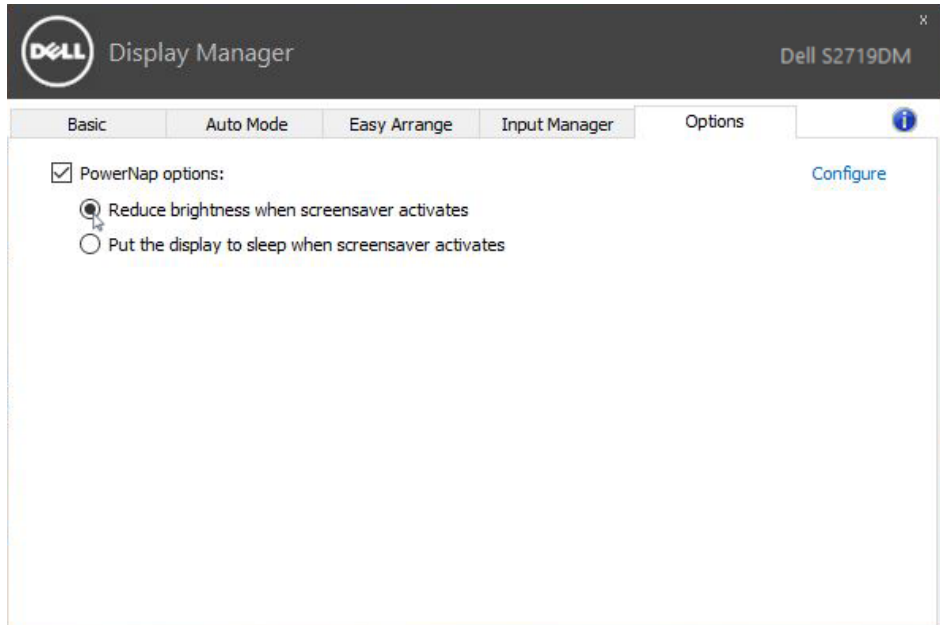 x
DELL Display Manager
Dell S2719DM
Basic Auto Mode Easy Arrange Input Manager Options i
PowerNap options: Configure
Reduce brightness when screensaver activates
Put the display to sleep when screensaver activates